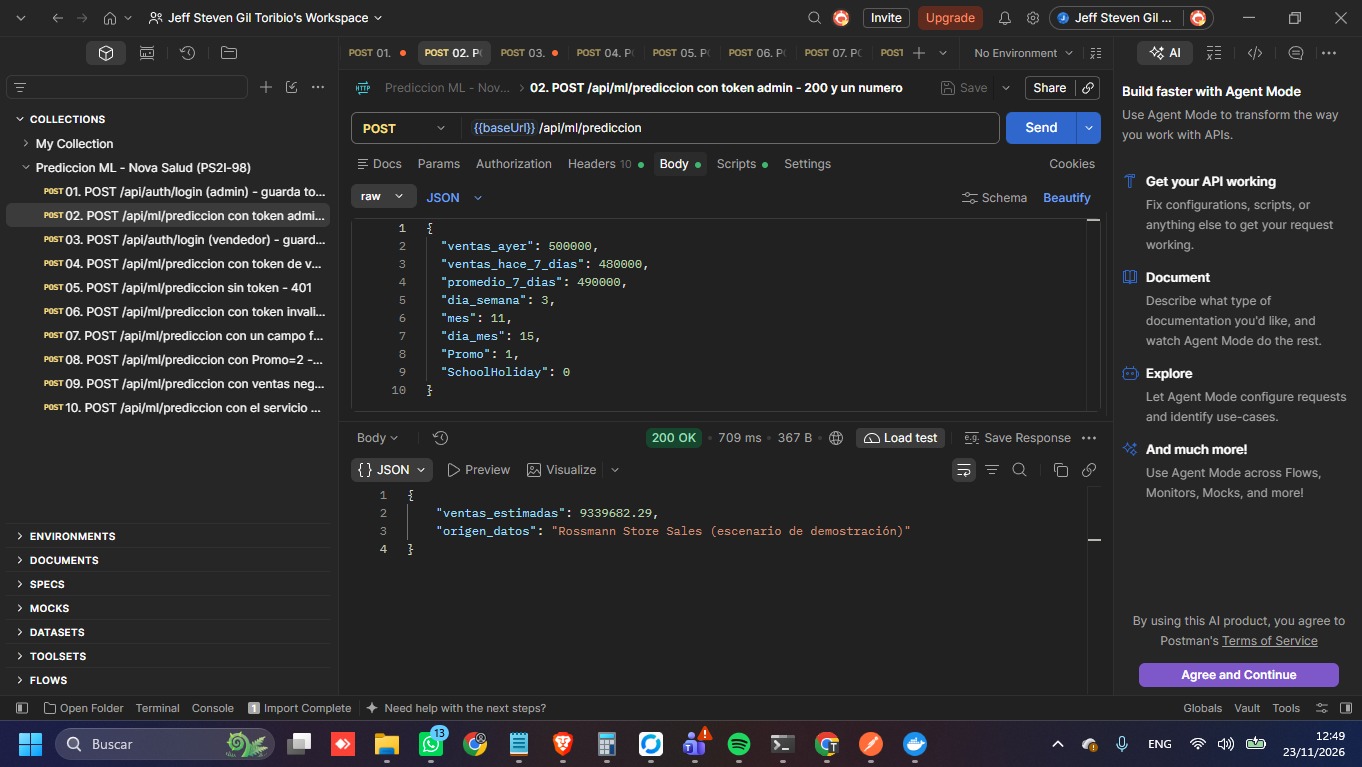 Jeff Steven Gil Toribio's Workspace
Invite
Upgrade
Jeff Steven Gil ...
POST 01.
POST 02. P
POST 03.
POST 04. P
POST 05. P
POST 06. P
POST 07. P
POST
No Environment
AI
Prediccion ML - Nov... > 02. POST /api/ml/prediccion con token admin - 200 y un numero
Save
Share
COLLECTIONS
My Collection
Prediccion ML - Nova Salud (PS2I-98)
POST 01. POST /api/auth/login (admin) - guarda to...
POST 02. POST /api/ml/prediccion con token admi...
POST 03. POST /api/auth/login (vendedor) - guard...
POST 04. POST /api/ml/prediccion con token de v...
POST 05. POST /api/ml/prediccion sin token - 401
POST 06. POST /api/ml/prediccion con token invali...
POST 07. POST /api/ml/prediccion con un campo f...
POST 08. POST /api/ml/prediccion con Promo=2 -...
POST 09. POST /api/ml/prediccion con ventas neg...
POST 10. POST /api/ml/prediccion con el servicio ...
ENVIRONMENTS
DOCUMENTS
SPECS
MOCKS
DATASETS
TOOLSETS
FLOWS
HTTP
POST
{{baseUrl}} /api/ml/prediccion
Send
Docs
Params
Authorization
Headers 10
Body
Scripts
Settings
Cookies
raw
JSON
Schema
Beautify
1 {
2 "ventas_ayer": 500000,
3 "ventas_hace_7_dias": 480000,
4 "promedio_7_dias": 490000,
5 "dia_semana": 3,
6 "mes": 11,
7 "dia_mes": 15,
8 "Promo": 1,
9 "SchoolHoliday": 0
10 }
Body
200 OK • 709 ms • 367 B
Load test
e.g. Save Response
{} JSON
Preview
Visualize
1 {
2 "ventas_estimadas": 9339682.29,
3 "origen_datos": "Rossmann Store Sales (escenario de demostración)"
4 }
Build faster with Agent Mode
Use Agent Mode to transform the way
you work with APIs.
Get your API working
Fix configurations, scripts, or
anything else to get your request
working.
Document
Describe what type of
documentation you'd like, and
watch Agent Mode do the rest.
Explore
Let Agent Mode configure requests
and identify use-cases.
And much more!
Use Agent Mode across Flows,
Monitors, Mocks, and more!
By using this AI product, you agree to
Postman's Terms of Service
Agree and Continue
Open Folder
Terminal
Console
1 Import Complete
Need help with the next steps?
Globals
Vault
Tools
Buscar
13
ENG
12:49
23/11/2026